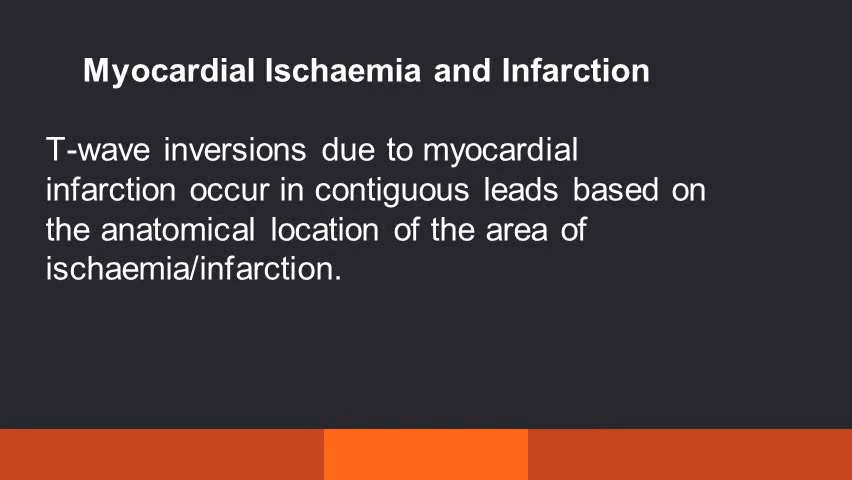 Myocardial Ischaemia and Infarction
T-wave inversions due to myocardial
infarction occur in contiguous leads based on
the anatomical location of the area of
ischaemia/infarction.